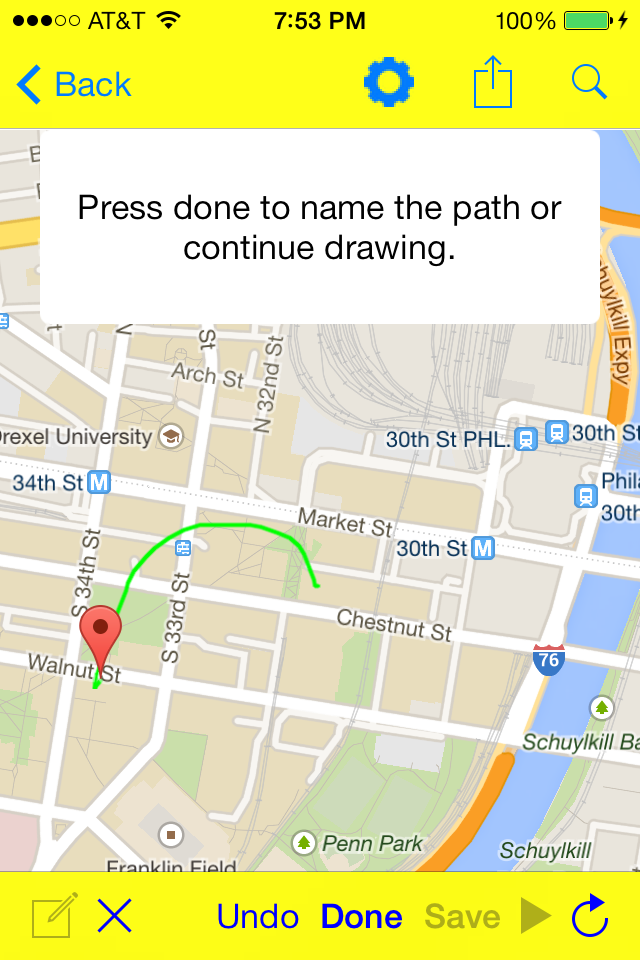 AT&T 7:53 PM 100%
Back
Press done to name the path or
continue drawing.
Arch St
N 32nd St
Schuylkill Expy
Drexel University
30th St PHL.
30th St
34th St M
Market St
30th St M
S 34th St
S 33rd St
Chestnut St
Walnut St
76
Schuylkill Ba
Penn Park
Schuylkill
Franklin Field
Undo Done Save